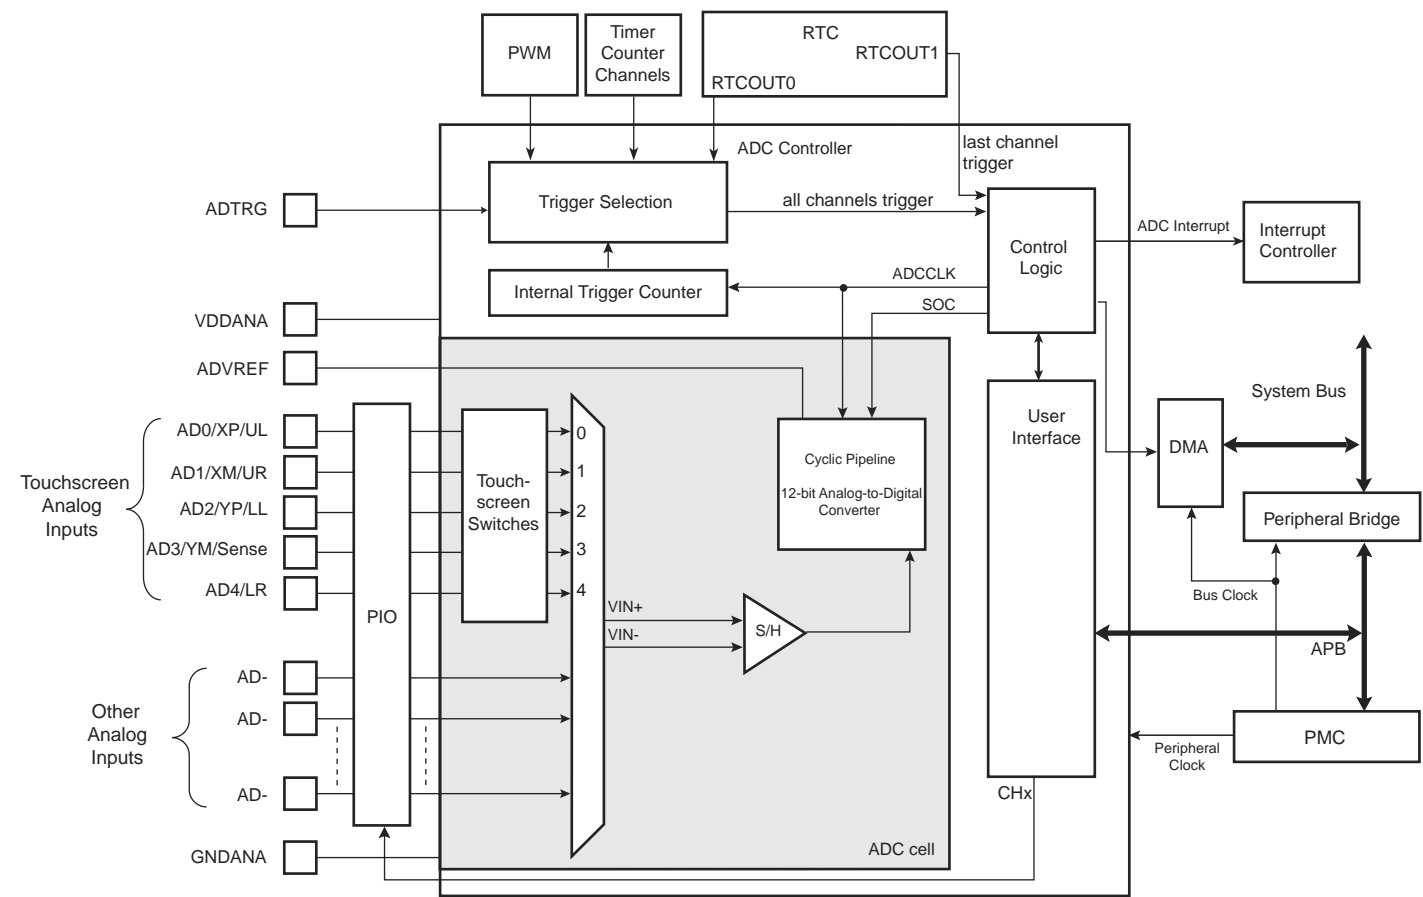 PWM
Timer
Counter
Channels
RTC
RTCOUT1
RTCOUT0
ADC Controller
last channel
trigger
ADTRG
Trigger Selection
all channels trigger
Control
Logic
ADC Interrupt
Interrupt
Controller
Internal Trigger Counter
ADCCLK
SOC
VDDANA
ADVREF
System Bus
User
Interface
DMA
Touchscreen
Analog
Inputs
AD0/XP/UL
AD1/XM/UR
AD2/YP/LL
AD3/YM/Sense
AD4/LR
PIO
Touch-
screen
Switches
0
1
2
3
4
Cyclic Pipeline
12-bit Analog-to-Digital
Converter
Peripheral Bridge
Bus Clock
VIN+
VIN-
S/H
APB
Other
Analog
Inputs
AD-
AD-
AD-
PMC
Peripheral
Clock
CHx
GNDANA
ADC cell